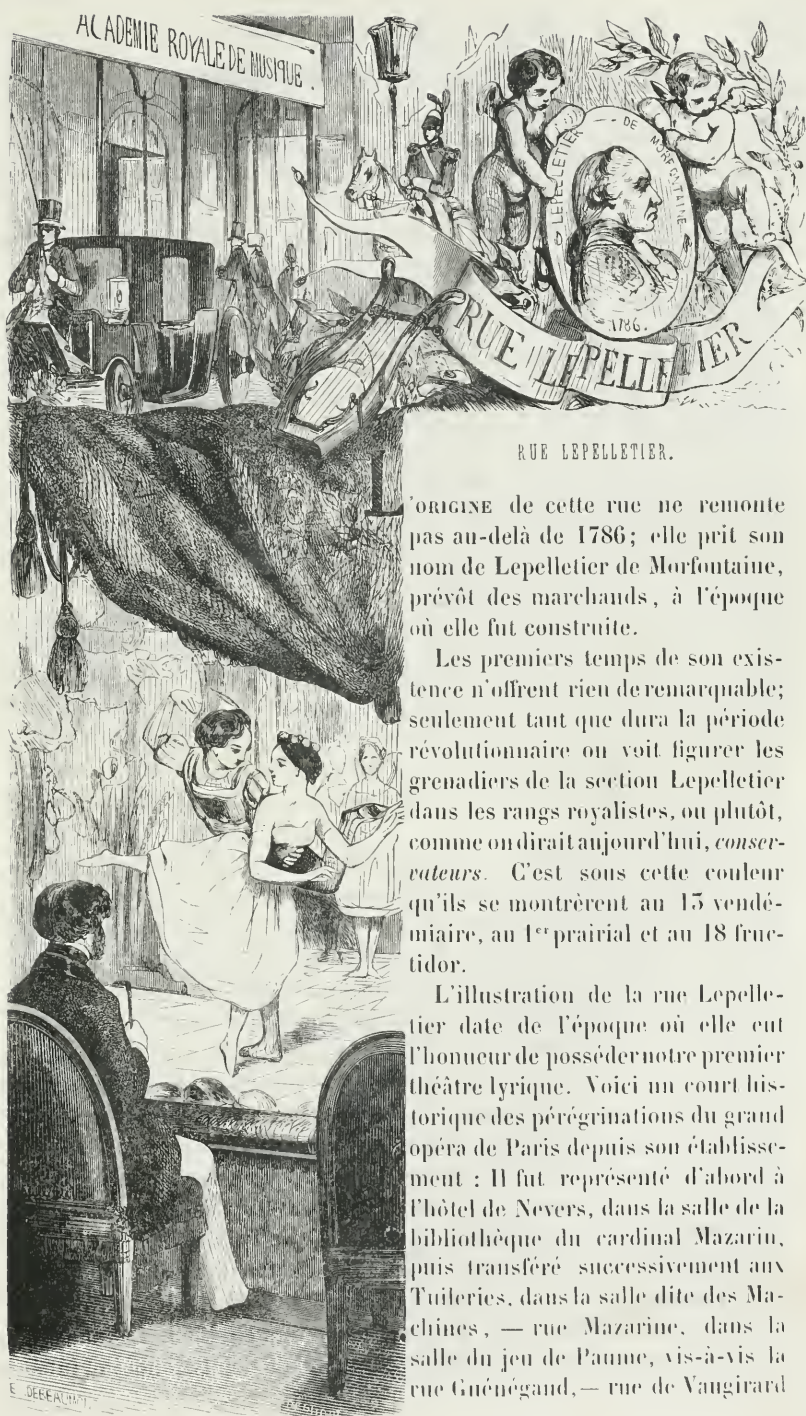 ACADEMIE ROYALE DE MUSIQUE.
LEPELLETIER - DE MORFONTAINE
1786.
RUE LEPELLETIER
RUE LEPELLETIER.
'ORIGINE de cette rue ne remonte
pas au-delà de 1786; elle prit son
nom de Lepelletier de Morfontaine,
prévôt des marchands, à l'époque
où elle fut construite.
Les premiers temps de son exis-
tence n'offrent rien de remarquable;
seulement tant que dura la période
révolutionnaire on voit figurer les
grenadiers de la section Lepelletier
dans les rangs royalistes, ou plutôt,
comme on dirait aujourd'hui, conser-
vateurs. C'est sous cette couleur
qu'ils se montrèrent au 13 vendé-
miaire, au 1er prairial et au 18 fruc-
tidor.
L'illustration de la rue Lepelle-
tier date de l'époque où elle eut
l'honneur de posséder notre premier
théâtre lyrique. Voici un court his-
torique des pérégrinations du grand
opéra de Paris depuis son établisse-
ment : Il fut représenté d'abord à
l'hôtel de Nevers, dans la salle de la
bibliothèque du cardinal Mazarin,
puis transféré successivement aux
Tuileries, dans la salle dite des Ma-
chines, — rue Mazarine, dans la
salle du jeu de Paume, vis-à-vis la
rue Guénégaud, — rue de Vaugirard
E. DEBEAUMONT